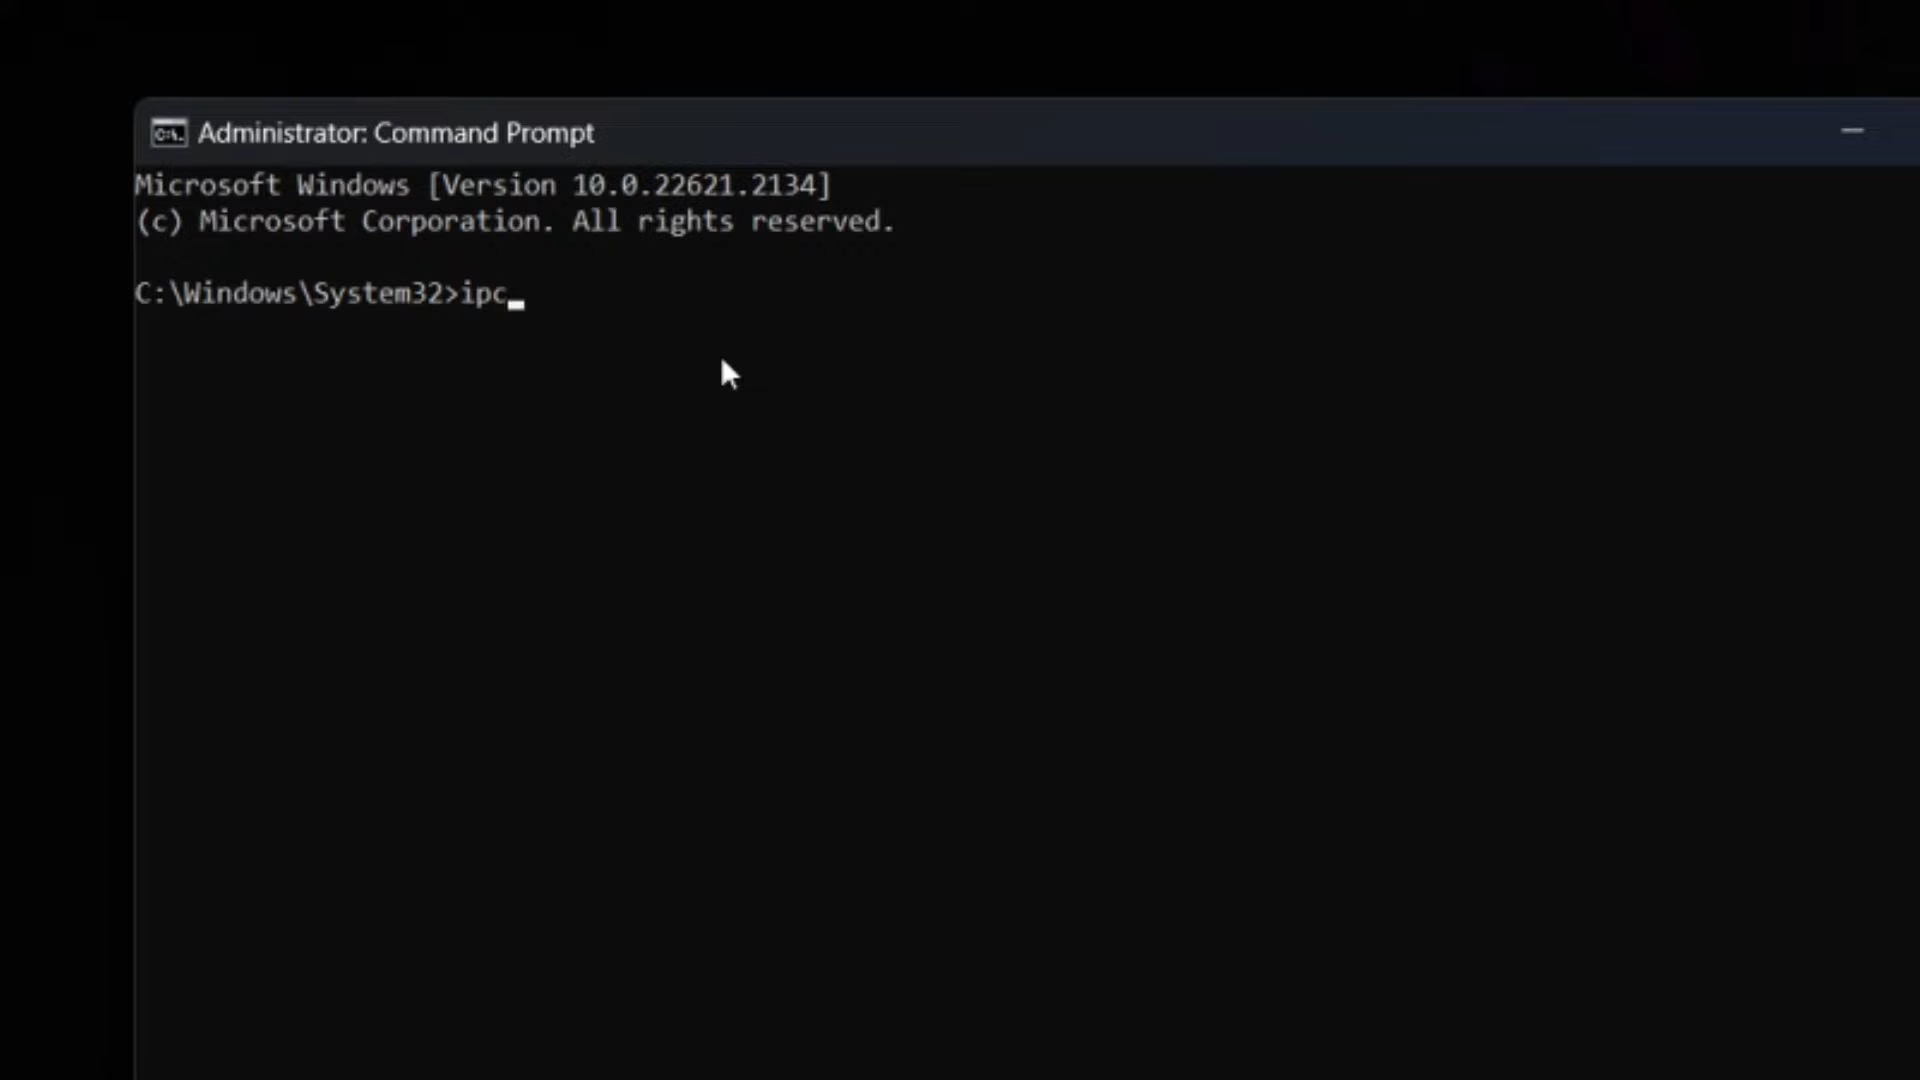 Administrator: Command Prompt
Microsoft Windows [Version 10.0.22621.2134]
(c) Microsoft Corporation. All rights reserved.
C:\Windows\System32>ipc